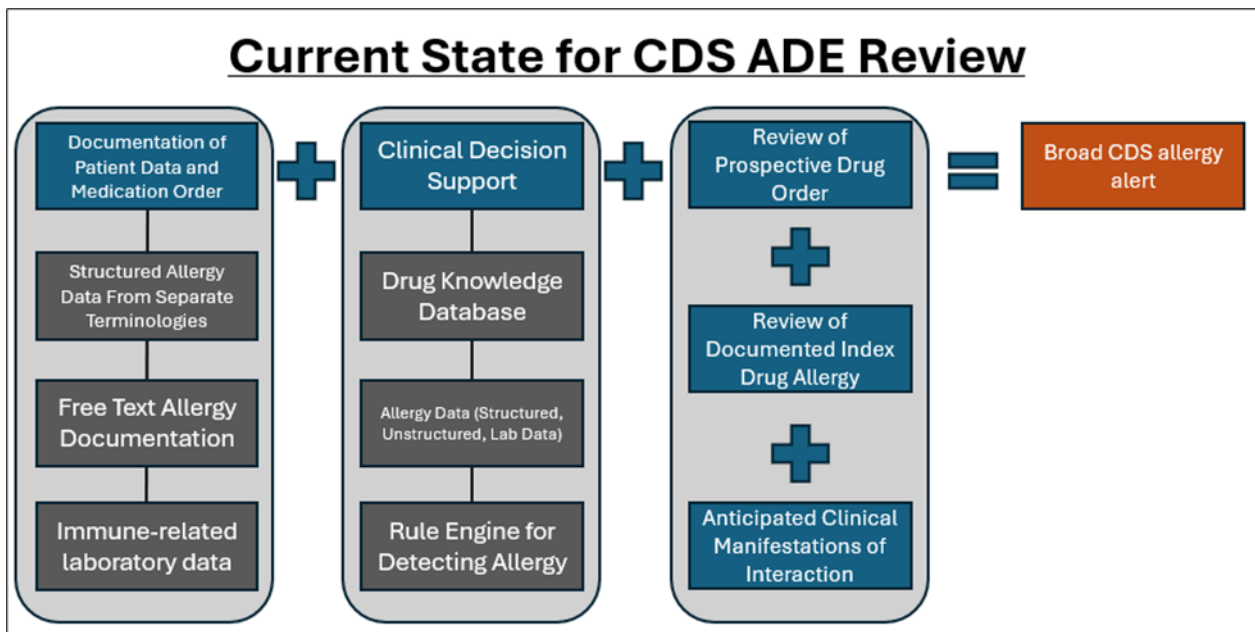 Current State for CDS ADE Review
Documentation of
Patient Data and
Medication Order
Structured Allergy
Data From Separate
Terminologies
Free Text Allergy
Documentation
Immune-related
laboratory data
Clinical Decision
Support
Drug Knowledge
Database
Allergy Data (Structured,
Unstructured, Lab Data)
Rule Engine for
Detecting Allergy
Review of
Prospective Drug
Order
Review of
Documented Index
Drug Allergy
Anticipated Clinical
Manifestations of
Interaction
Broad CDS allergy
alert